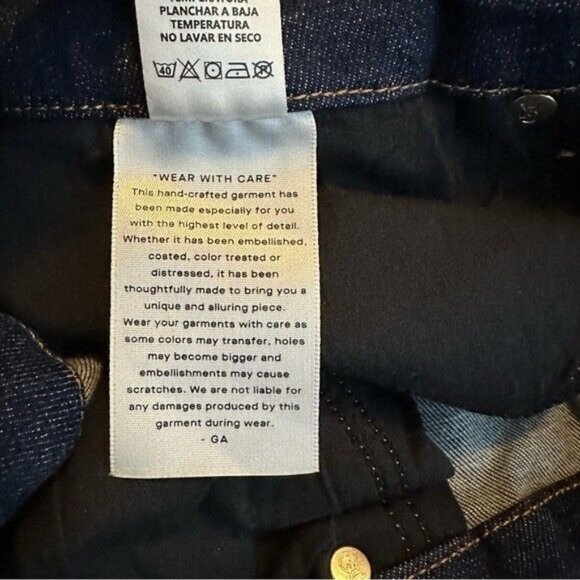 PLANCHAR A BAJA
TEMPERATURA
NO LAVAR EN SECO
40
"WEAR WITH CARE"
This hand-crafted garment has
been made especially for you
with the highest level of detail.
Whether it has been embellished,
coated, color treated or
distressed, it has been
thoughtfully made to bring you a
unique and alluring piece.
Wear your garments with care as
some colors may transfer, holes
may become bigger and
embellishments may cause
scratches. We are not liable for
any damages produced by this
garment during wear.
- GA